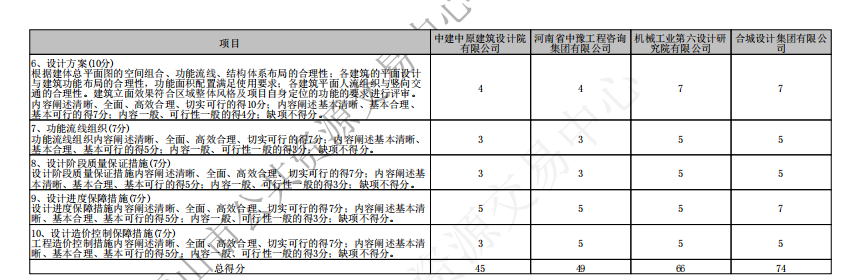 项目
中建中原建筑设计院有限公司
河南省中豫工程咨询集团有限公司
机械工业第六设计研究院有限公司
合城设计集团有限公司
6、设计方案(10分)
根据建体总平面图的空间组合、功能流线、结构体系布局的合理性；各建筑的平面设计
与建筑功能布局的合理性，功能面积配置满足使用要求；各建筑平面人流组织与竖向交
通的合理性。建筑立面效果符合区域整体风格及项目自身定位的功能的要求进行评审。
内容阐述清晰、全面、高效合理、切实可行的得10分；内容阐述基本清晰、基本合理、
基本可行的得7分；内容一般、可行性一般的得4分；缺项不得分。
4
4
7
7
7、功能流线组织(7分)
功能流线组织内容阐述清晰、全面、高效合理、切实可行的得7分；内容阐述基本清晰、
基本合理、基本可行的得5分；内容一般、可行性一般的得3分；缺项不得分。
3
3
5
5
8、设计阶段质量保证措施(7分)
设计阶段质量保证措施内容阐述清晰、全面、高效合理、切实可行的得7分；内容阐述基
本清晰、基本合理、基本可行的得5分；内容一般、可行性一般的得3分；缺项不得分。
3
3
5
5
9、设计进度保障措施(7分)
设计进度保障措施内容阐述清晰、全面、高效合理、切实可行的得7分；内容阐述基本清
晰、基本合理、基本可行的得5分；内容一般、可行性一般的得3分；缺项不得分。
5
5
5
7
10、设计造价控制保障措施(7分)
工程造价控制措施内容阐述清晰、全面、高效合理、切实可行的得7分；内容阐述基本清
晰、基本合理、基本可行的得5分；内容一般、可行性一般的得3分；缺项不得分。
3
5
5
5
总得分
45
49
66
74
山市公共资源交易中心
资源交易中心